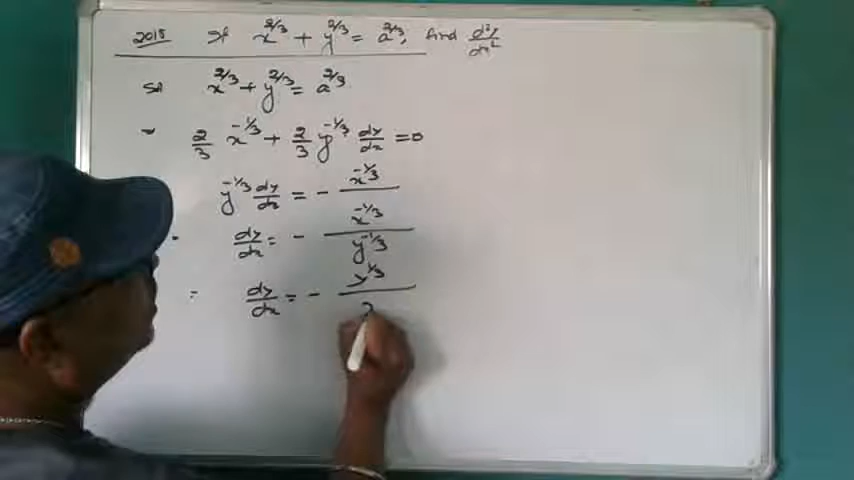 2015 If x^2/3 + y^2/3 = a^2/3, find d²y/dx²
x^2/3 + y^2/3 = a^2/3
2/3 x^-1/3 + 2/3 y^-1/3 dy/dx = 0
y^-1/3 dy/dx = - x^-1/3
dy/dx = - x^-1/3 / y^-1/3
= dy/dx = - y^1/3 /